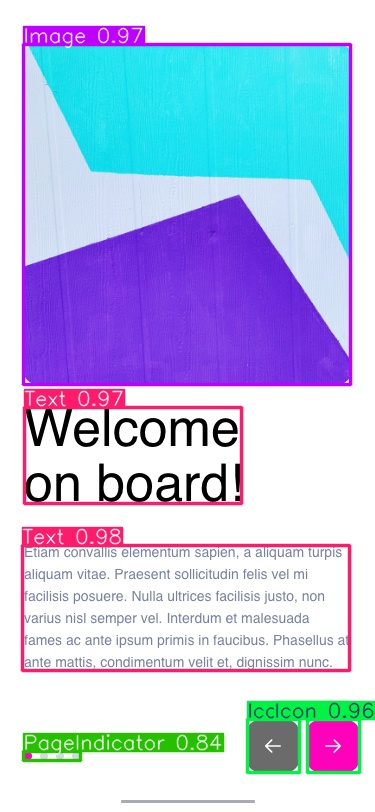 Image 0.97
Text 0.97
Welcome
on board!
Text 0.98
Etiam convallis elementum sapien, a aliquam turpis
aliquam vitae. Praesent sollicitudin felis vel mi
facilisis posuere. Nulla ultrices facilisis justo, non
varius nisl semper vel. Interdum et malesuada
fames ac ante ipsum primis in faucibus. Phasellus at
ante mattis, condimentum velit et, dignissim nunc.
IccIcon 0.96
PageIndicator 0.84